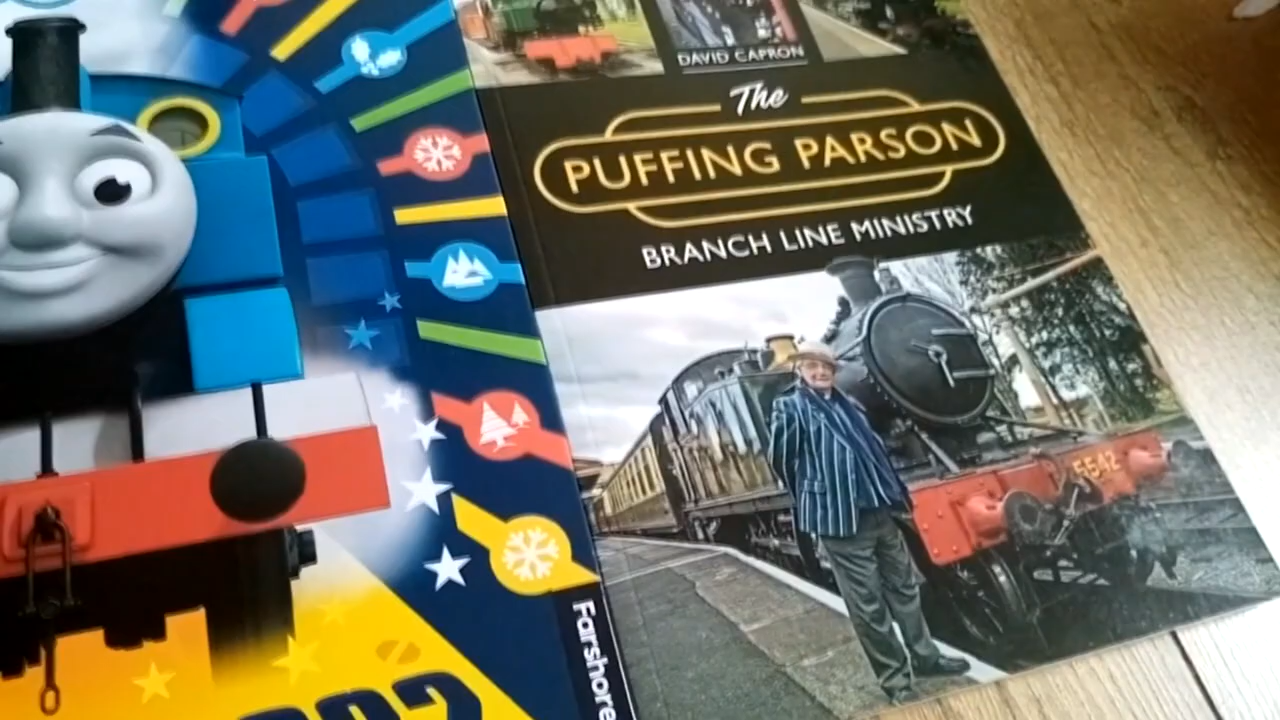 DAVID CAPRON
The
PUFFING PARSON
BRANCH LINE MINISTRY
5542
Farshore